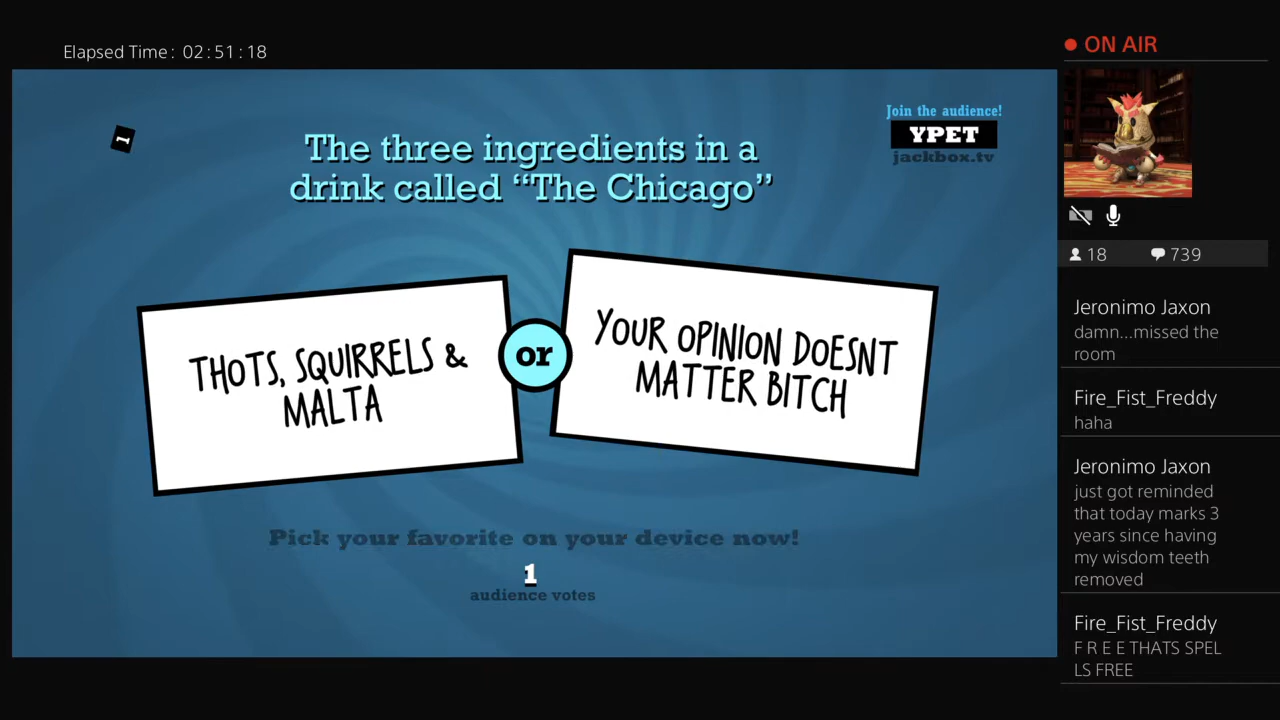 Elapsed Time: 02:51:18
ON AIR
1
The three ingredients in a
drink called “The Chicago”
Join the audience!
YPET
jackbox.tv
THOTS, SQUIRRELS &
MALTA
or
YOUR OPINION DOESNT
MATTER BITCH
Pick your favorite on your device now!
1
audience votes
18 739
Jeronimo Jaxon
damn...missed the
room
Fire_Fist_Freddy
haha
Jeronimo Jaxon
just got reminded
that today marks 3
years since having
my wisdom teeth
removed
Fire_Fist_Freddy
F R E E THATS SPEL
LS FREE